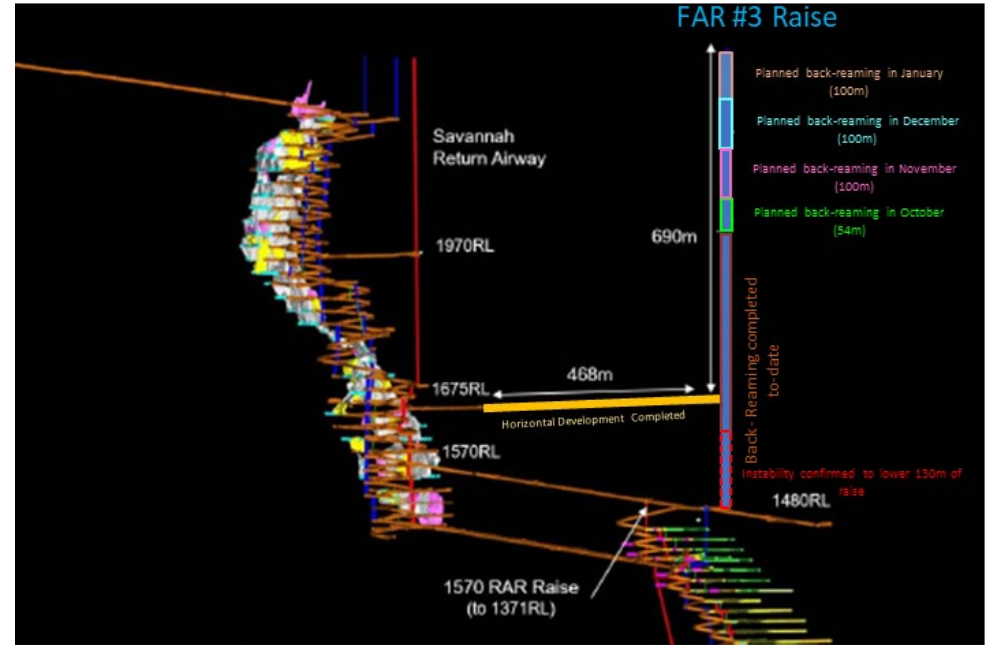 FAR #3 Raise
Planned back-reaming in January
(100m)
Planned back-reaming in December
(100m)
Planned back-reaming in November
(100m)
Planned back-reaming in October
(54m)
Savannah
Return Airway
690m
1970RL
Back - Reaming completed
to-date
468m
1675RL
Horizontal Development Completed
1570RL
Instability confirmed to lower 130m of
raise
1480RL
1570 RAR Raise
(to 1371RL)